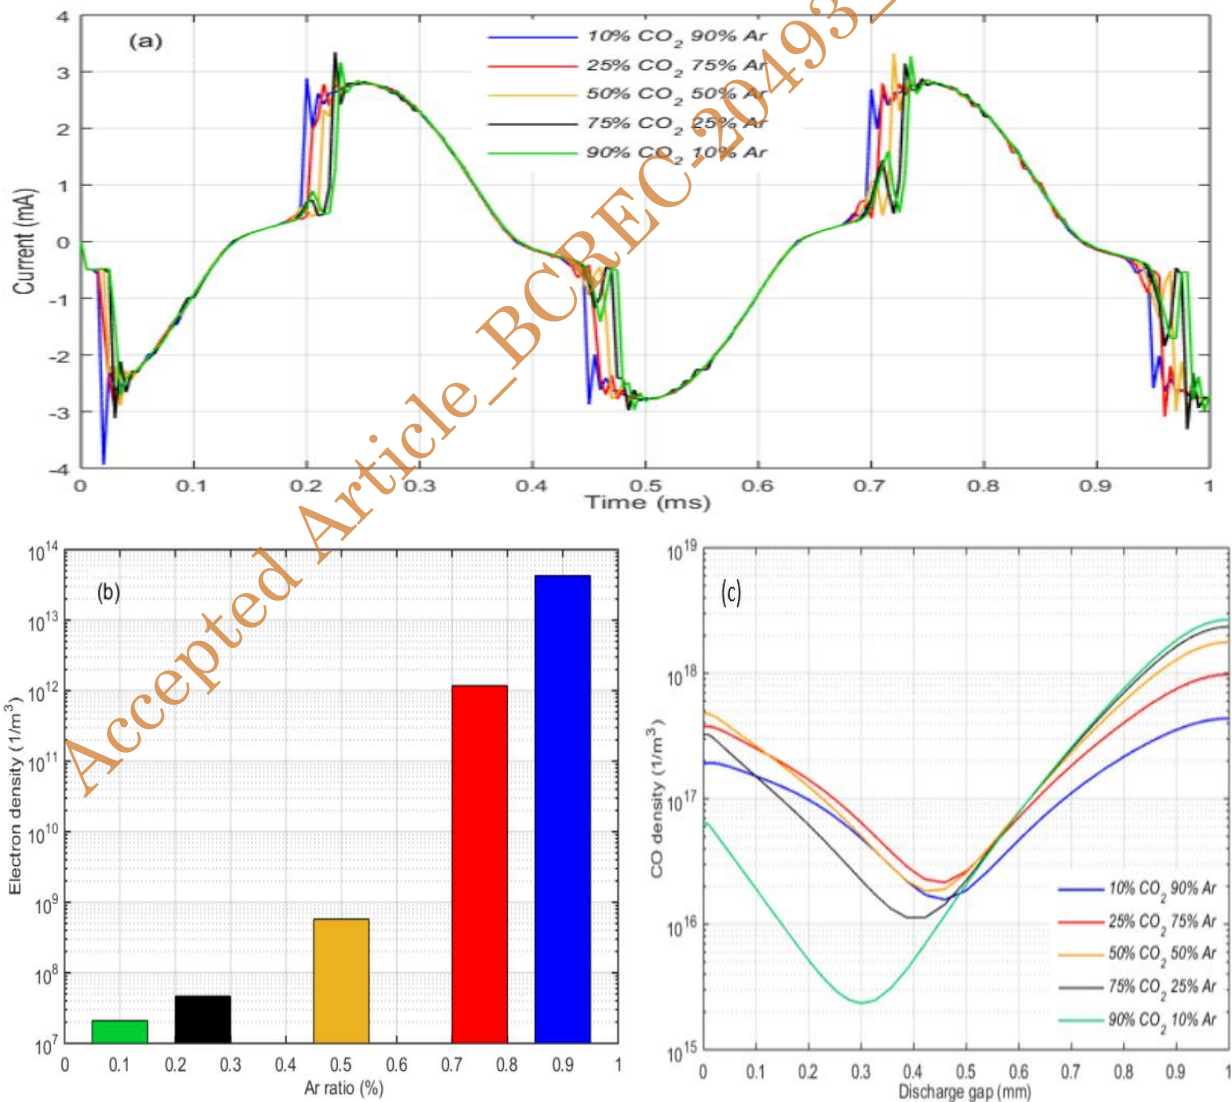 Accepted Article_BCREC-20493_
(a)
10% CO2 90% Ar
25% CO2 75% Ar
50% CO2 50% Ar
75% CO2 25% Ar
90% CO2 10% Ar
4
3
2
1
0
-1
-2
-3
-4
Current (mA)
0 0.1 0.2 0.3 0.4 0.5 0.6 0.7 0.8 0.9 1
Time (ms)
(b)
10^14
10^13
10^12
10^11
10^10
10^9
10^8
10^7
Electron density (1/m^3)
0 0.1 0.2 0.3 0.4 0.5 0.6 0.7 0.8 0.9 1
Ar ratio (%)
(c)
10^19
10^18
10^17
10^16
10^15
CO density (1/m^3)
10% CO2 90% Ar
25% CO2 75% Ar
50% CO2 50% Ar
75% CO2 25% Ar
90% CO2 10% Ar
0 0.1 0.2 0.3 0.4 0.5 0.6 0.7 0.8 0.9 1
Discharge gap (mm)